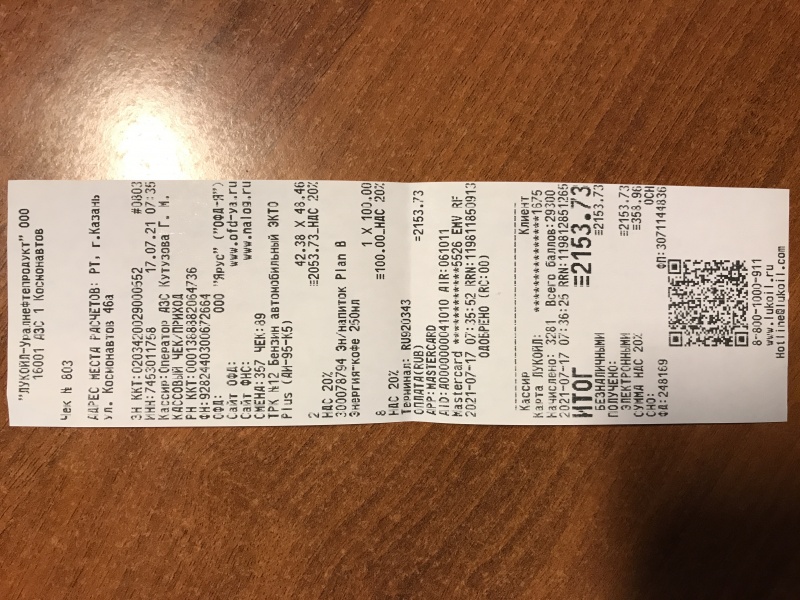 "ЛУКОЙЛ-Уралнефтепродукт" ООО
16001 АЗС 1 Космонавтов
Чек № 803
АДРЕС МЕСТА РАСЧЕТОВ: РТ, г.Казань
ул. Космонавтов 46а
ЗН ККТ:0203420029000552 #0803
ИНН:7453011758 17.07.21 07:35
Кассир-Оператор АЗС Кутузова Г. М.
КАССОВЫЙ ЧЕК/ПРИХОД
РН ККТ:0001368882064736
ФН:9282440300672664
ОФД: ООО "Ярус" ("ОФД-Я")
Сайт ОФД: www.ofd-ya.ru
Сайт ФНС: www.nalog.ru
СМЕНА:357 ЧЕК:89
ТРК №12 Бензин автомобильный ЭКТО
Plus (АИ-95-К5)
42.38 X 48.46
2 ≡2053.73_НДС 20%
НДС 20%
300078794 Эн/напиток Plan B
Энергия-кофе 250мл
1 X 100.00
8 ≡100.00_НДС 20%
НДС 20%
Терминал: RU920343
ОПЛАТА(RUB) ≡2153.73
APP:MASTERCARD
AID:A0000000041010 AIR:061011
Mastercard ************5526 EMV RF
2021-07-17 07:35:52 RRN:119811850913
ОДОБРЕНО (RC:00)
Кассир Клиент
Карта ЛУКОЙЛ: ***************1675
Начислено: 3281 Всего баллов:29300
2021-07-17 07:36:25 RRN:119812851265
ИТОГ ≡2153.73
БЕЗНАЛИЧНЫМИ ≡2153.73
ПОЛУЧЕНО:
ЭЛЕКТРОННЫМИ ≡2153.73
СУММА НДС 20% ≡358.96
СНО: ОСН
ФД:248169 ФП:3071144836
8-800-1000-911
www.lukoil.ru
Hotline@lukoil.com